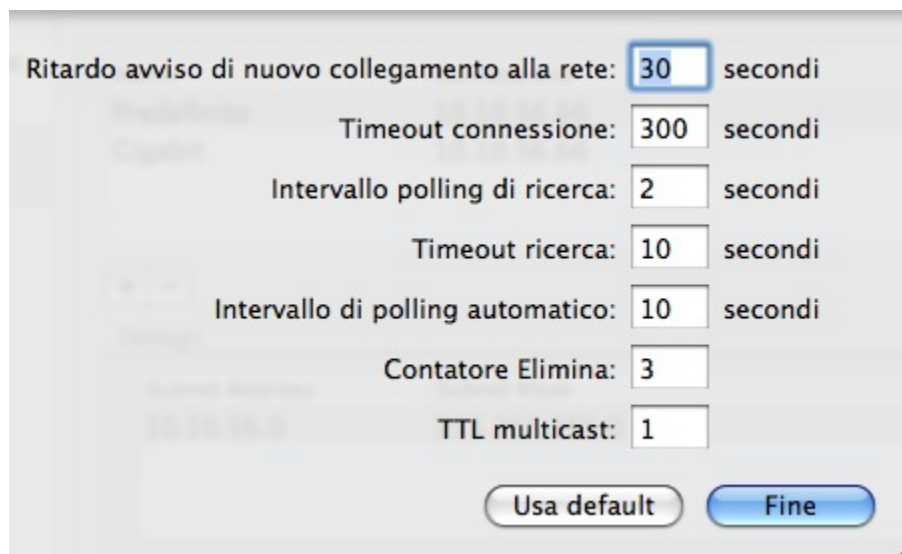 Ritardo avviso di nuovo collegamento alla rete: 30 secondi
Timeout connessione: 300 secondi
Intervallo polling di ricerca: 2 secondi
Timeout ricerca: 10 secondi
Intervallo di polling automatico: 10 secondi
Contatore Elimina: 3
TTL multicast: 1
Usa default Fine